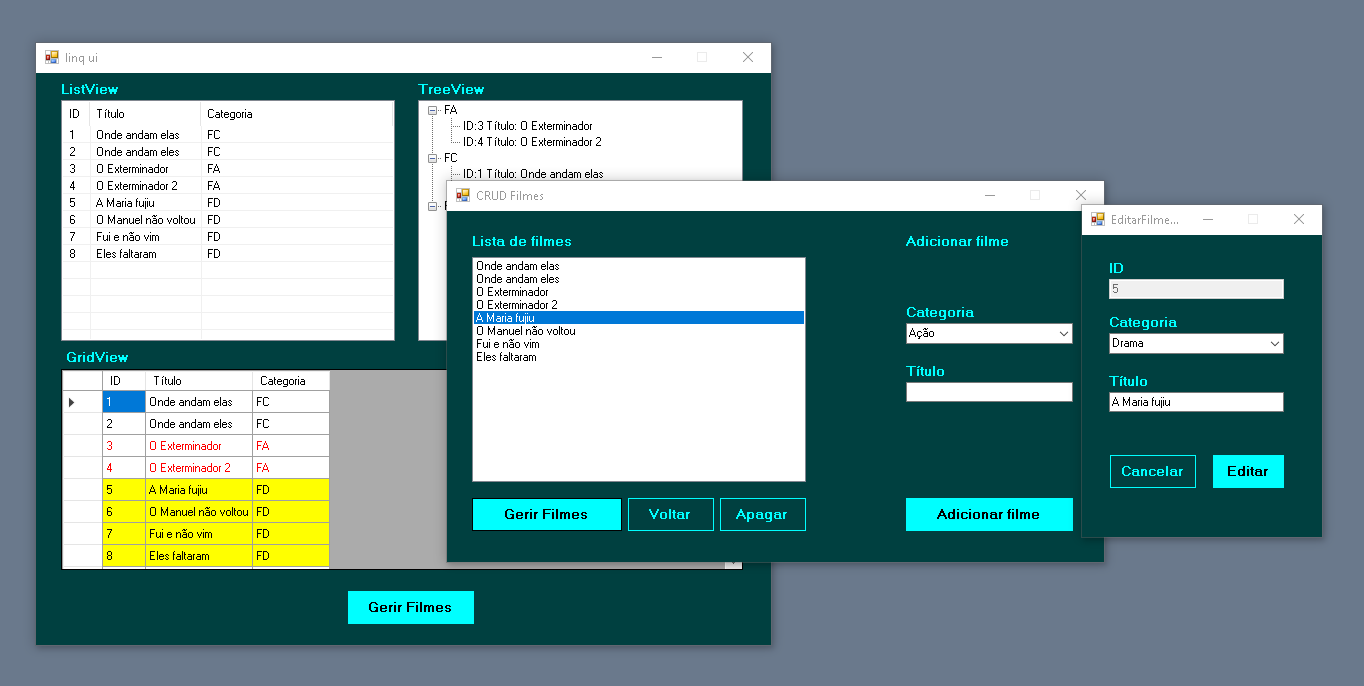 linq ui
ListView
ID Título Categoria
1 Onde andam elas FC
2 Onde andam eles FC
3 O Exterminador FA
4 O Exterminador 2 FA
5 A Maria fujiu FD
6 O Manuel não voltou FD
7 Fui e não vim FD
8 Eles faltaram FD
TreeView
FA
ID:3 Título: O Exterminador
ID:4 Título: O Exterminador 2
FC
ID:1 Título: Onde andam elas
GridView
ID Título Categoria
1 Onde andam elas FC
2 Onde andam eles FC
3 O Exterminador FA
4 O Exterminador 2 FA
5 A Maria fujiu FD
6 O Manuel não voltou FD
7 Fui e não vim FD
8 Eles faltaram FD
Gerir Filmes
CRUD Filmes
Lista de filmes
Onde andam elas
Onde andam eles
O Exterminador
O Exterminador 2
A Maria fujiu
O Manuel não voltou
Fui e não vim
Eles faltaram
Gerir Filmes
Voltar
Apagar
Adicionar filme
Categoria
Ação
Título
Adicionar filme
EditarFilme...
ID
5
Categoria
Drama
Título
A Maria fujiu
Cancelar
Editar